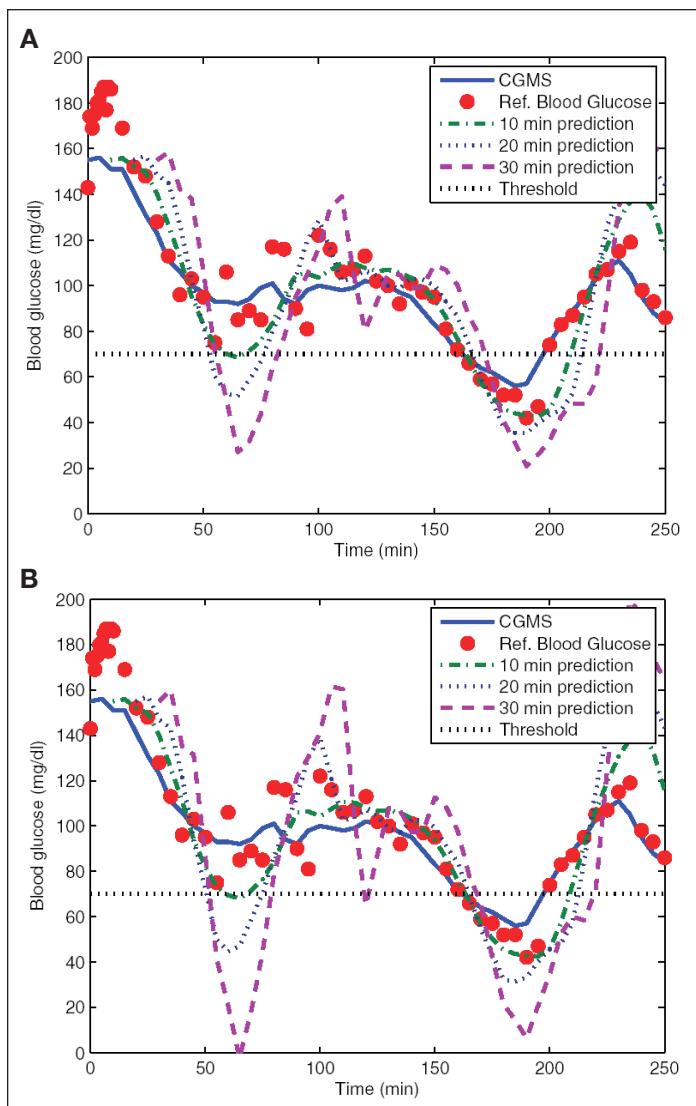 A
200
180
160
140
120
100
80
60
40
20
0
Blood glucose (mg/dl)
CGMS
Ref. Blood Glucose
10 min prediction
20 min prediction
30 min prediction
Threshold
0
50
100
150
200
250
Time (min)
B
200
180
160
140
120
100
80
60
40
20
0
Blood glucose (mg/dl)
CGMS
Ref. Blood Glucose
10 min prediction
20 min prediction
30 min prediction
Threshold
0
50
100
150
200
250
Time (min)